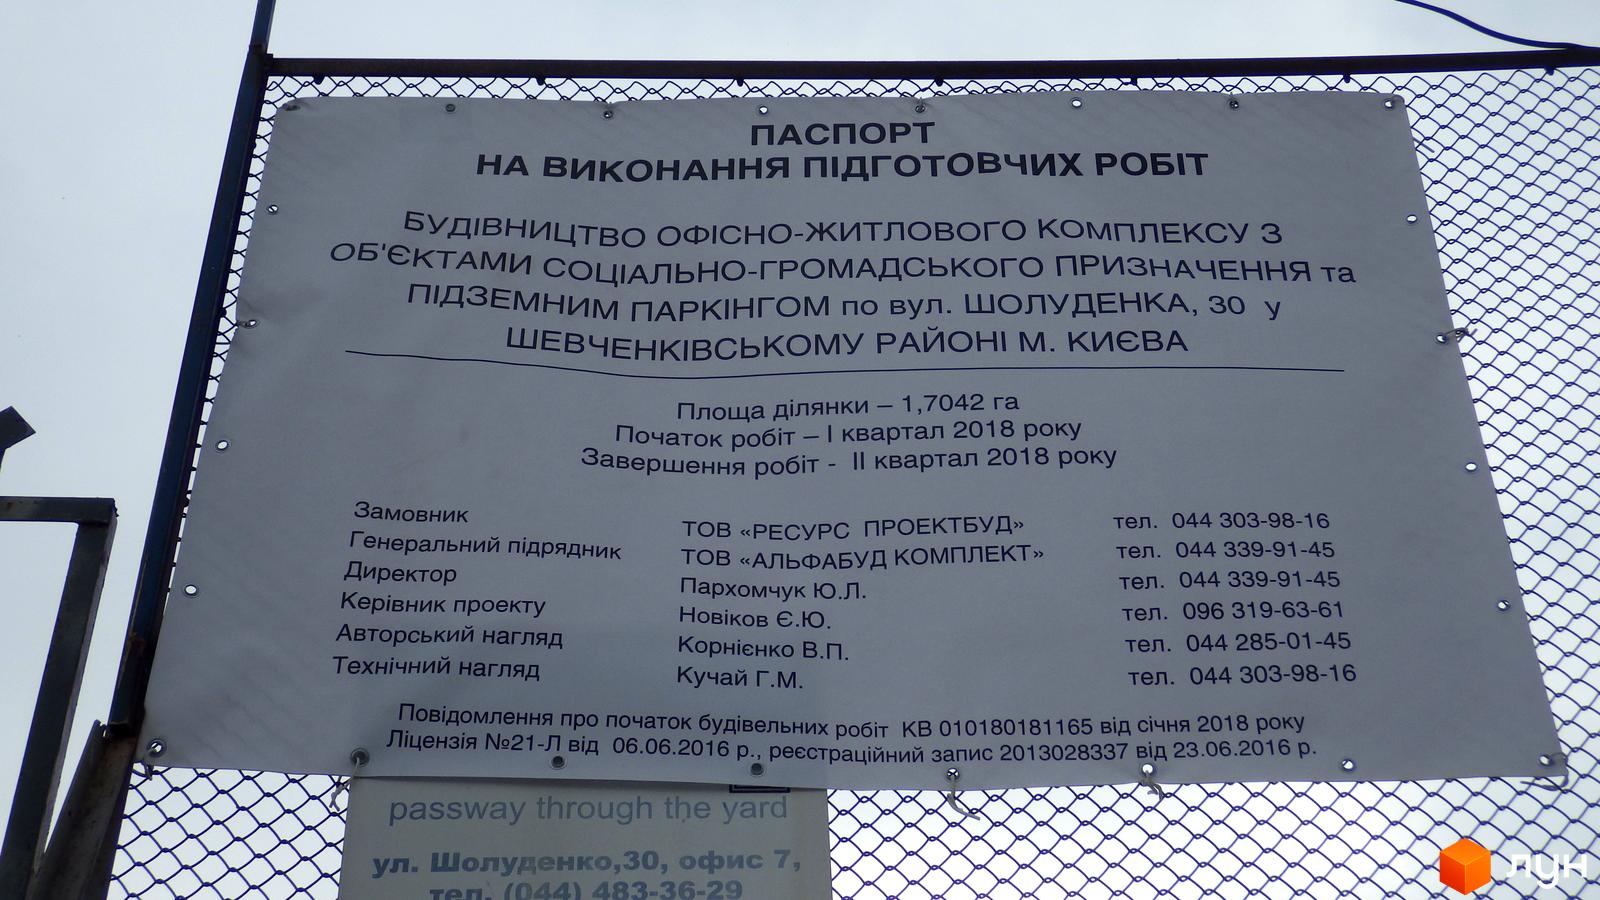 ПАСПОРТ
НА ВИКОНАННЯ ПІДГОТОВЧИХ РОБІТ
БУДІВНИЦТВО ОФІСНО-ЖИТЛОВОГО КОМПЛЕКСУ З
ОБ'ЄКТАМИ СОЦІАЛЬНО-ГРОМАДСЬКОГО ПРИЗНАЧЕННЯ та
ПІДЗЕМНИМ ПАРКІНГОМ по вул. ШОЛУДЕНКА, 30 у
ШЕВЧЕНКІВСЬКОМУ РАЙОНІ М. КИЄВА
Площа ділянки – 1,7042 га
Початок робіт – І квартал 2018 року
Завершення робіт - ІІ квартал 2018 року
Замовник ТОВ «РЕСУРС ПРОЕКТБУД» тел. 044 303-98-16
Генеральний підрядник ТОВ «АЛЬФАБУД КОМПЛЕКТ» тел. 044 339-91-45
Директор Пархомчук Ю.Л. тел. 044 339-91-45
Керівник проекту Новіков Є.Ю. тел. 096 319-63-61
Авторський нагляд Корнієнко В.П. тел. 044 285-01-45
Технічний нагляд Кучай Г.М. тел. 044 303-98-16
Повідомлення про початок будівельних робіт КВ 010180181165 від січня 2018 року
Ліцензія №21-Л від 06.06.2016 р., реєстраційний запис 2013028337 від 23.06.2016 р.
passway through the yard
ул. Шолуденко,30, офис 7,
тел. (044) 483-36-29
лун